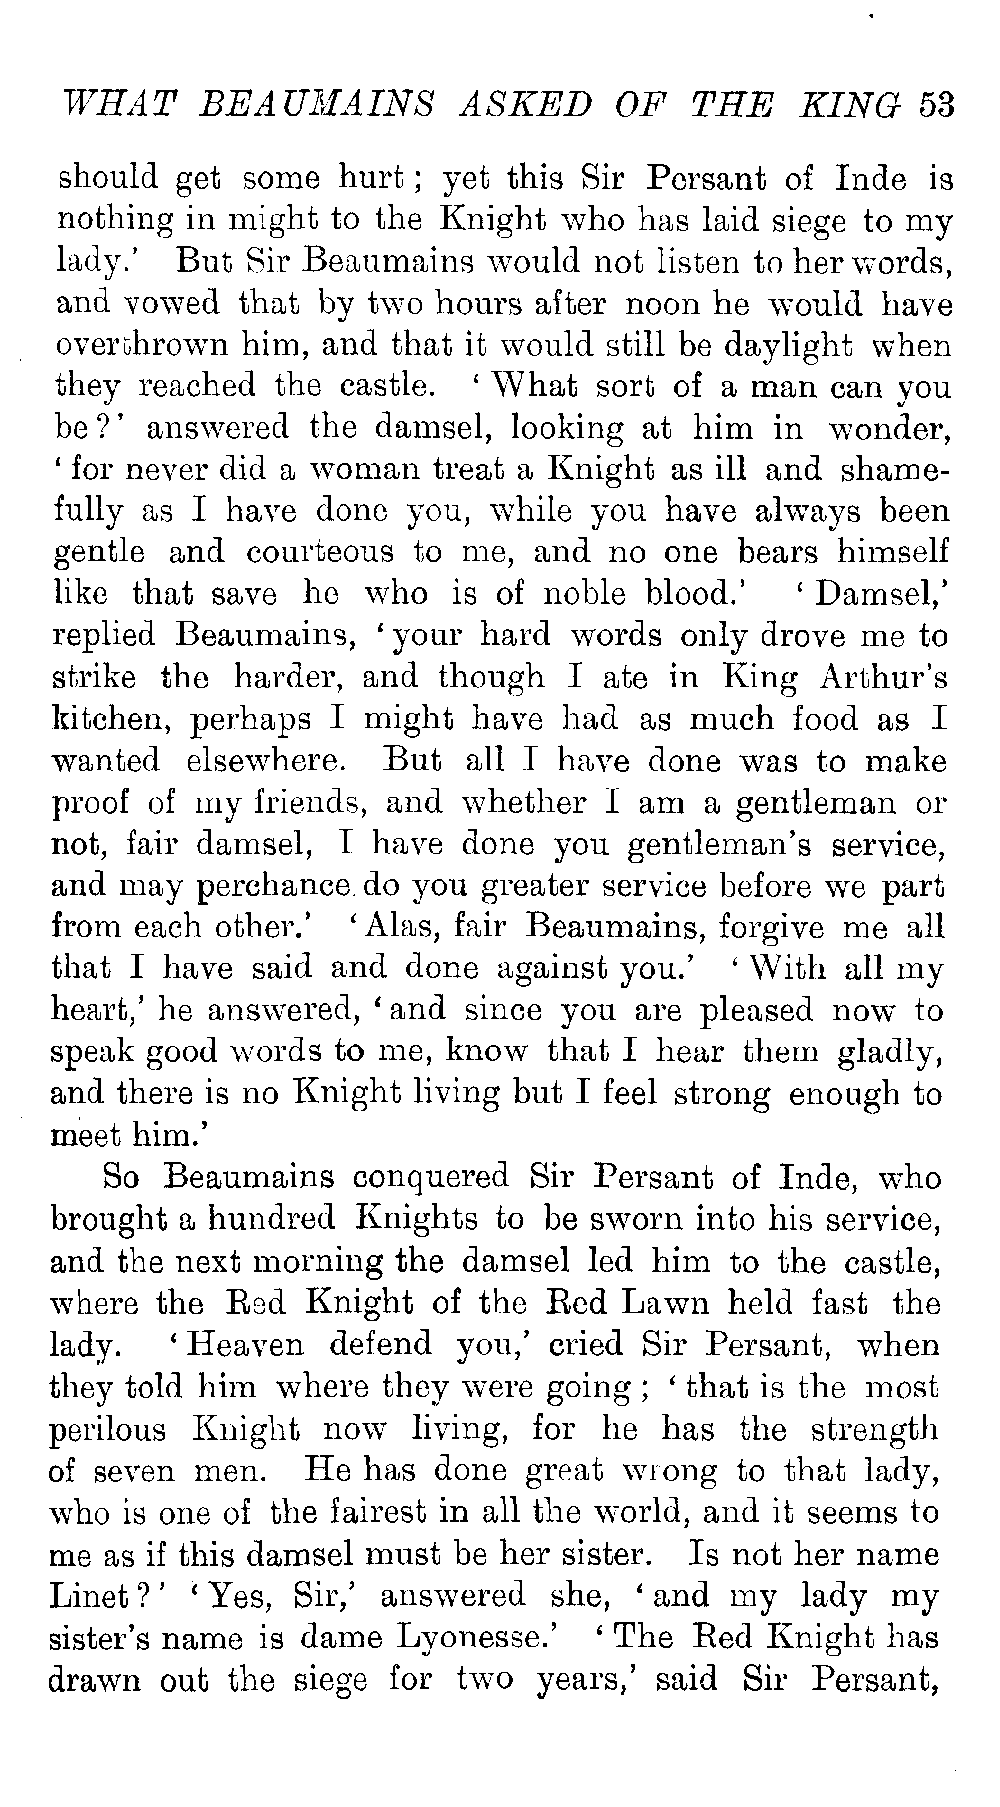 WHAT BEAUMAINS ASKED OF THE KING 53
should get some hurt; yet this Sir Persant of Inde is
nothing in might to the Knight who has laid siege to my
lady.' But Sir Beaumains would not listen to her words,
and vowed that by two hours after noon he would have
overthrown him, and that it would still be daylight when
they reached the castle. 'What sort of a man can you
be?' answered the damsel, looking at him in wonder,
'for never did a woman treat a Knight as ill and shame-
fully as I have done you, while you have always been
gentle and courteous to me, and no one bears himself
like that save he who is of noble blood.' 'Damsel,'
replied Beaumains, 'your hard words only drove me to
strike the harder, and though I ate in King Arthur's
kitchen, perhaps I might have had as much food as I
wanted elsewhere. But all I have done was to make
proof of my friends, and whether I am a gentleman or
not, fair damsel, I have done you gentleman's service,
and may perchance do you greater service before we part
from each other.' 'Alas, fair Beaumains, forgive me all
that I have said and done against you.' 'With all my
heart,' he answered, 'and since you are pleased now to
speak good words to me, know that I hear them gladly,
and there is no Knight living but I feel strong enough to
meet him.'
So Beaumains conquered Sir Persant of Inde, who
brought a hundred Knights to be sworn into his service,
and the next morning the damsel led him to the castle,
where the Red Knight of the Red Lawn held fast the
lady. 'Heaven defend you,' cried Sir Persant, when
they told him where they were going; 'that is the most
perilous Knight now living, for he has the strength
of seven men. He has done great wrong to that lady,
who is one of the fairest in all the world, and it seems to
me as if this damsel must be her sister. Is not her name
Linet?' 'Yes, Sir,' answered she, 'and my lady my
sister's name is dame Lyonesse.' 'The Red Knight has
drawn out the siege for two years,' said Sir Persant,